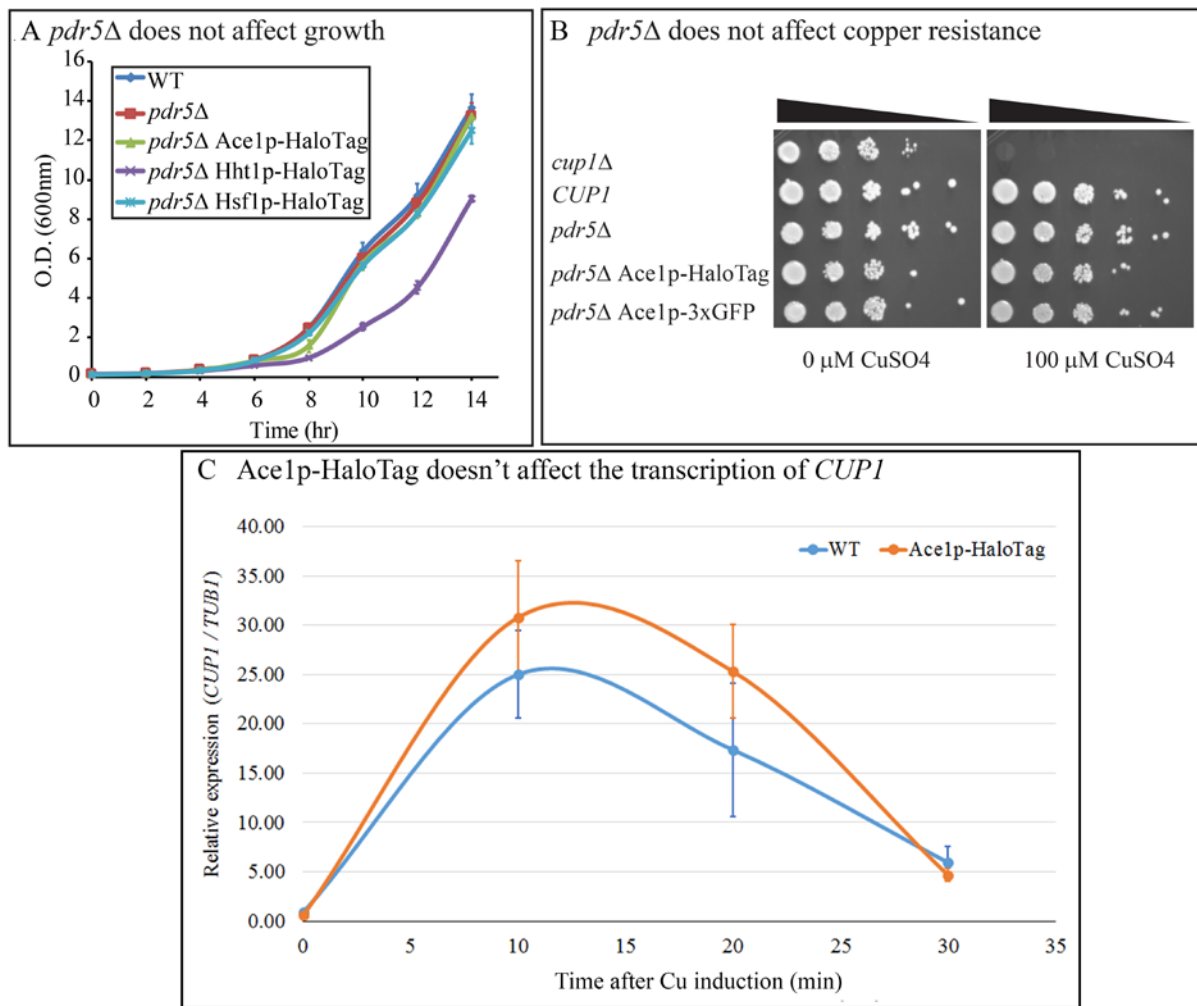 A pdr5Δ does not affect growth
16
14
12
10
8
6
4
2
0
O.D. (600nm)
WT
pdr5Δ
pdr5Δ Ace1p-HaloTag
pdr5Δ Hht1p-HaloTag
pdr5Δ Hsf1p-HaloTag
0 2 4 6 8 10 12 14
Time (hr)
B pdr5Δ does not affect copper resistance
cup1Δ
CUP1
pdr5Δ
pdr5Δ Ace1p-HaloTag
pdr5Δ Ace1p-3xGFP
0 μM CuSO4 100 μM CuSO4
C Ace1p-HaloTag doesn't affect the transcription of CUP1
40.00
35.00
30.00
25.00
20.00
15.00
10.00
5.00
0.00
Relative expression (CUP1 / TUB1)
WT Ace1p-HaloTag
0 5 10 15 20 25 30 35
Time after Cu induction (min)